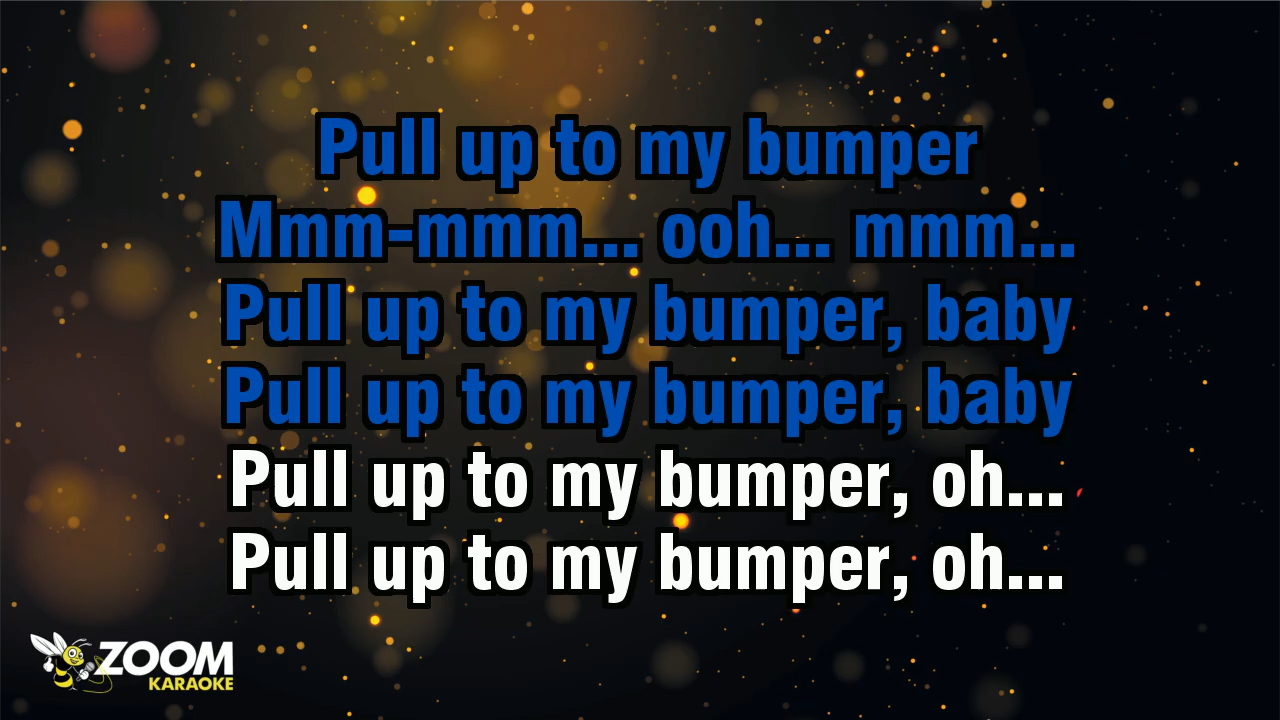 Pull up to my bumper
Mmm-mmm... ooh... mmm...
Pull up to my bumper, baby
Pull up to my bumper, baby
Pull up to my bumper, oh...
Pull up to my bumper, oh...
ZOOM
KARAOKE